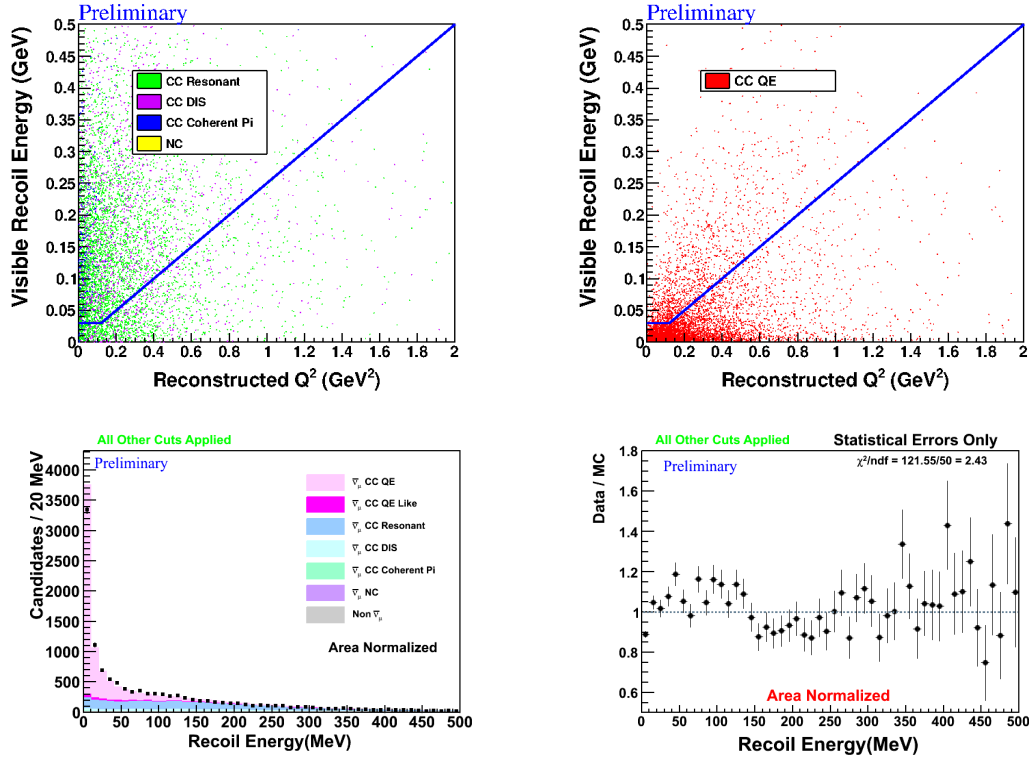 Preliminary
Visible Recoil Energy (GeV)
0.5
0.45
0.4
0.35
0.3
0.25
0.2
0.15
0.1
0.05
0
CC Resonant
CC DIS
CC Coherent Pi
NC
0 0.2 0.4 0.6 0.8 1 1.2 1.4 1.6 1.8 2
Reconstructed Q² (GeV²)
Preliminary
Visible Recoil Energy (GeV)
0.5
0.45
0.4
0.35
0.3
0.25
0.2
0.15
0.1
0.05
0
CC QE
0 0.2 0.4 0.6 0.8 1 1.2 1.4 1.6 1.8 2
Reconstructed Q² (GeV²)
All Other Cuts Applied
Preliminary
Candidates / 20 MeV
4000
3500
3000
2500
2000
1500
1000
500
0
ν̄μ CC QE
ν̄μ CC QE Like
ν̄μ CC Resonant
ν̄μ CC DIS
ν̄μ CC Coherent Pi
ν̄μ NC
Non ν̄μ
Area Normalized
0 50 100 150 200 250 300 350 400 450 500
Recoil Energy(MeV)
All Other Cuts Applied
Statistical Errors Only
Preliminary
χ²/ndf = 121.55/50 = 2.43
Data / MC
1.8
1.6
1.4
1.2
1.0
0.8
0.6
Area Normalized
0 50 100 150 200 250 300 350 400 450 500
Recoil Energy(MeV)